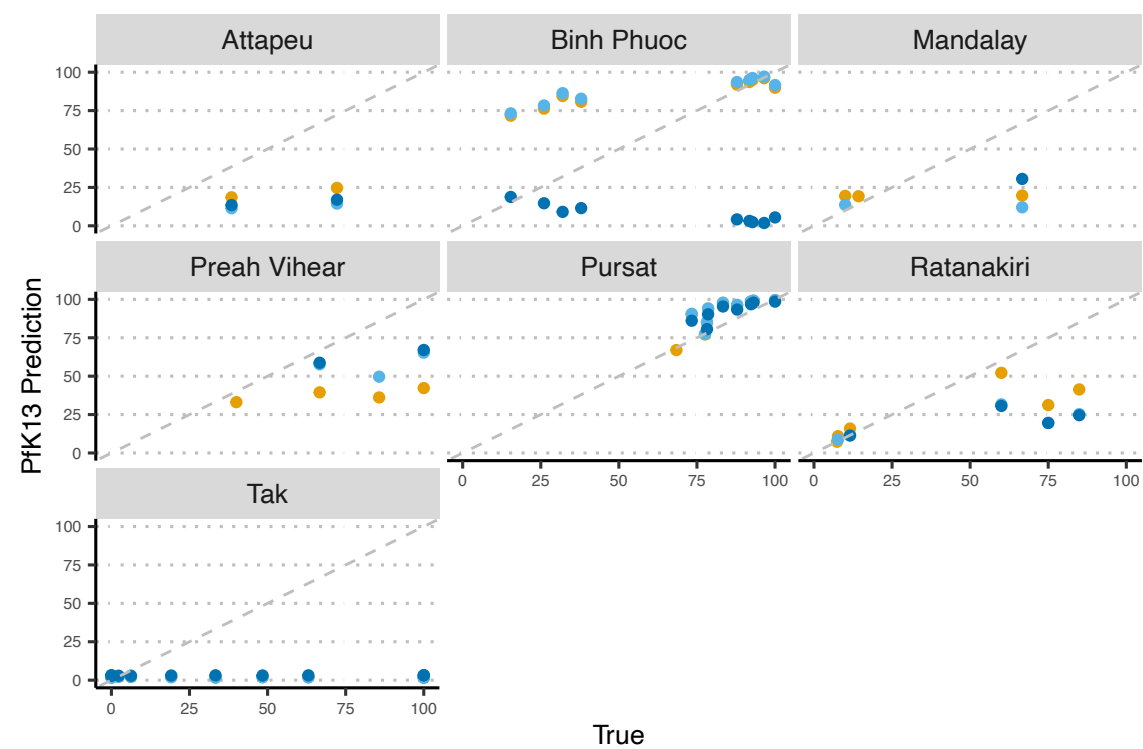 Attapeu Binh Phuoc Mandalay
100
75
50
25
0
Preah Vihear Pursat Ratanakiri
100
75
50
25
0
0 25 50 75 100 0 25 50 75 100
Tak
100
75
50
25
0
0 25 50 75 100
PfK13 Prediction
True